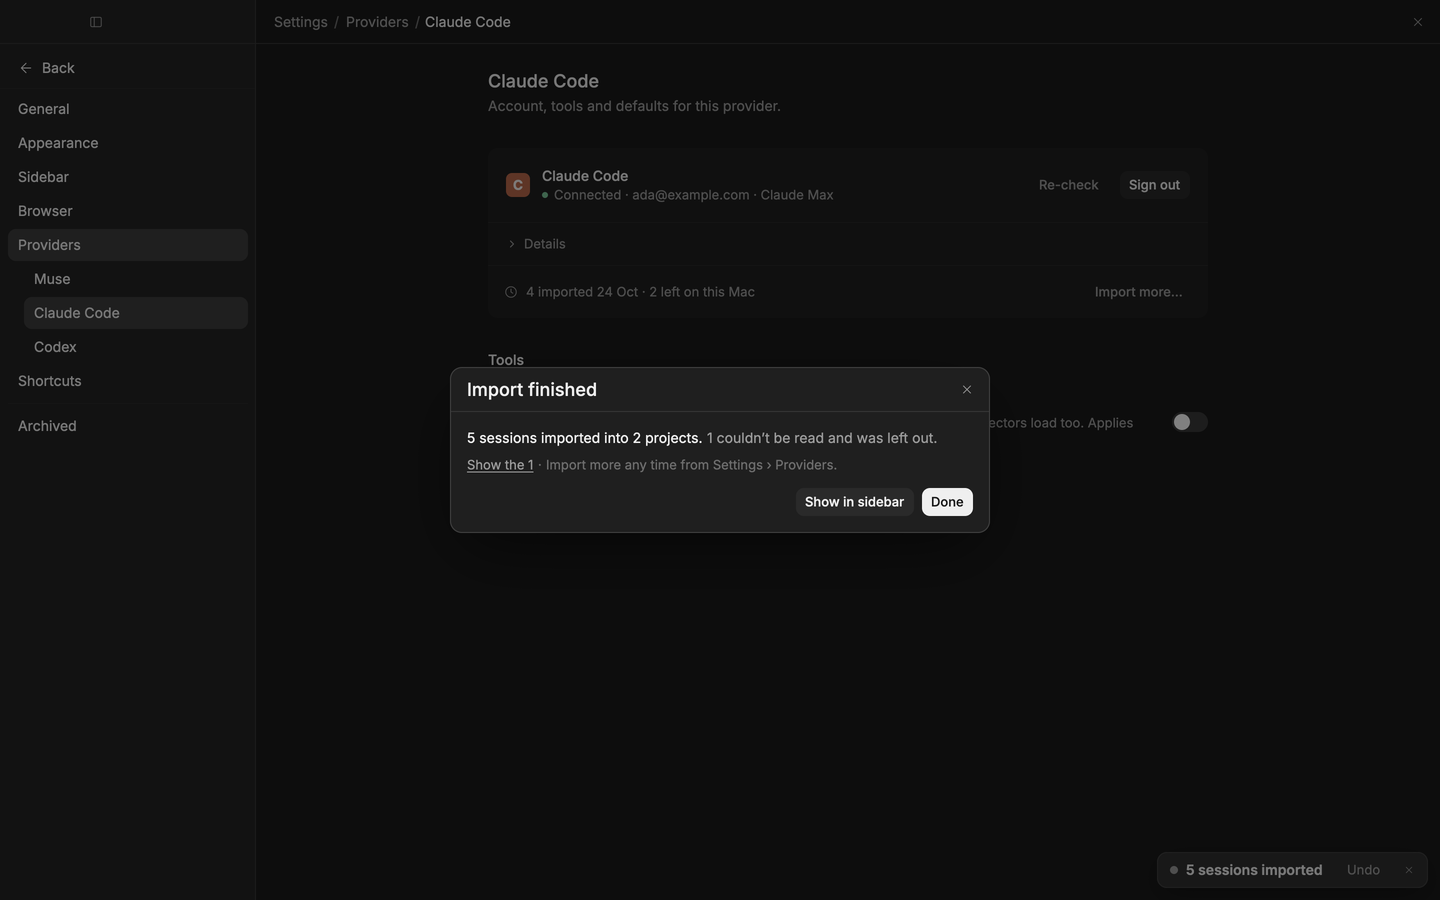 Settings / Providers / Claude Code
Back
General
Appearance
Sidebar
Browser
Providers
Muse
Claude Code
Codex
Shortcuts
Archived
Claude Code
Account, tools and defaults for this provider.
C
Claude Code
Connected · ada@example.com · Claude Max
Re-check
Sign out
Details
4 imported 24 Oct · 2 left on this Mac
Import more...
Tools
ectors load too. Applies
Import finished
5 sessions imported into 2 projects. 1 couldn’t be read and was left out.
Show the 1 · Import more any time from Settings › Providers.
Show in sidebar
Done
5 sessions imported
Undo